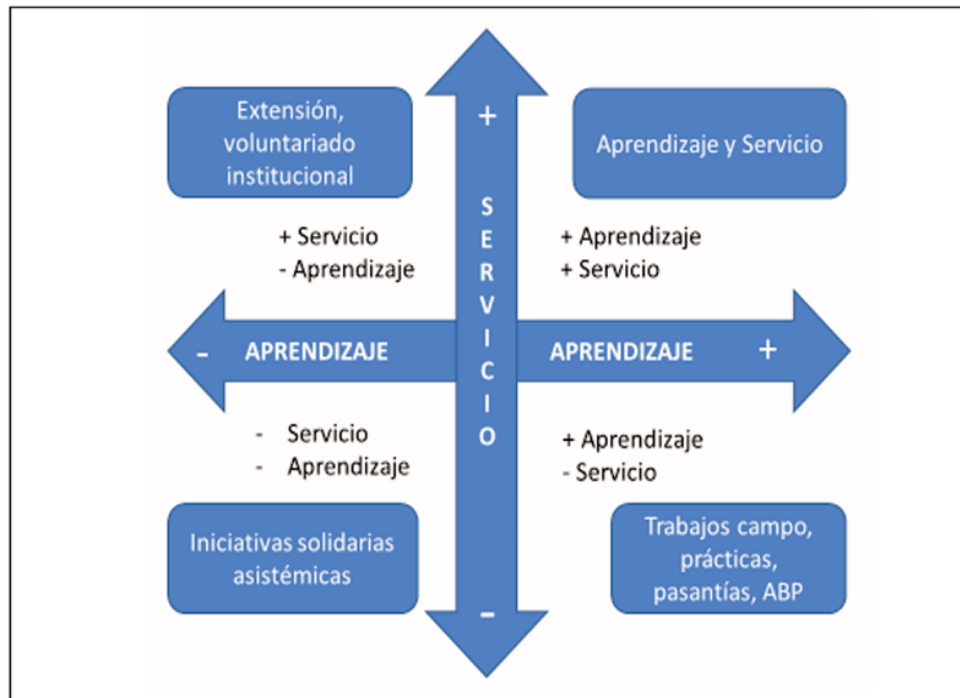 +
Extensión,
voluntariado
institucional
Aprendizaje y Servicio
SERVICIO
+ Servicio
- Aprendizaje
+ Aprendizaje
+ Servicio
- APRENDIZAJE
APRENDIZAJE +
- Servicio
- Aprendizaje
+ Aprendizaje
- Servicio
Iniciativas solidarias
asistémicas
Trabajos campo,
prácticas,
pasantías, ABP
-